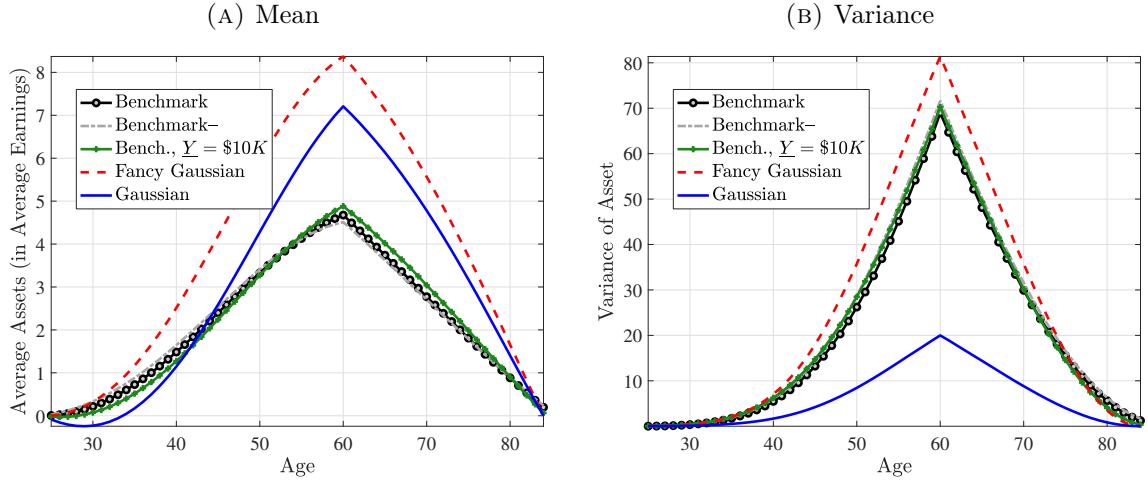 (A) Mean
Average Assets (in Average Earnings)
8
7
6
5
4
3
2
1
0
Benchmark
Benchmark–
Bench., Y = $10K
Fancy Gaussian
Gaussian
30 40 50 60 70 80
Age
(B) Variance
Variance of Asset
80
70
60
50
40
30
20
10
Benchmark
Benchmark–
Bench., Y = $10K
Fancy Gaussian
Gaussian
30 40 50 60 70 80
Age